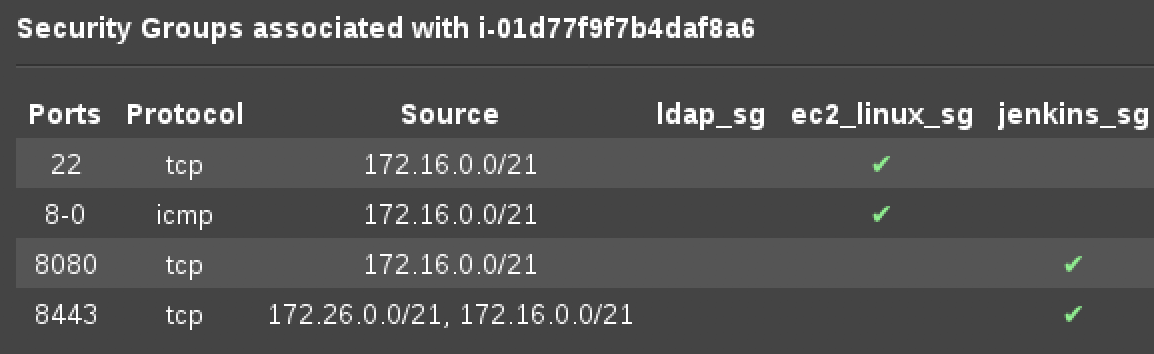 Security Groups associated with i-01d77f9f7b4daf8a6
Ports Protocol Source ldap_sg ec2_linux_sg jenkins_sg
22 tcp 172.16.0.0/21 ✔
8-0 icmp 172.16.0.0/21 ✔
8080 tcp 172.16.0.0/21 ✔
8443 tcp 172.26.0.0/21, 172.16.0.0/21 ✔